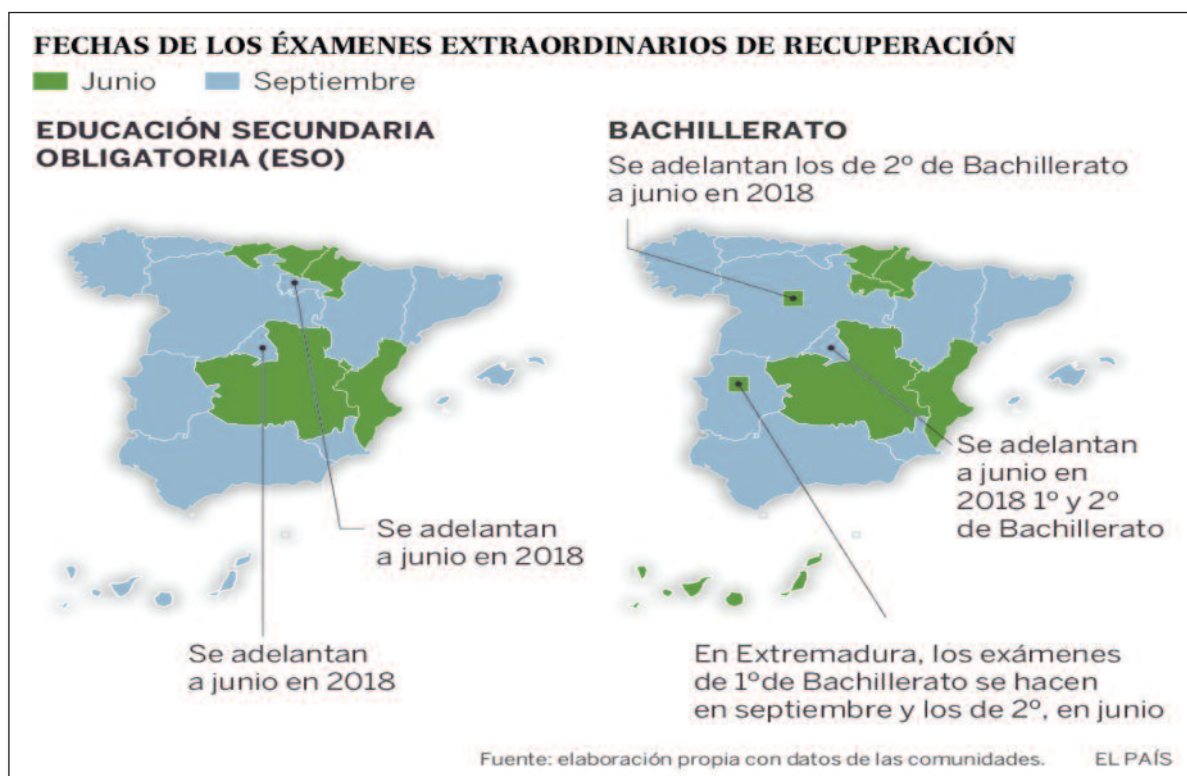 FECHAS DE LOS ÉXAMENES EXTRAORDINARIOS DE RECUPERACIÓN
Junio Septiembre
EDUCACIÓN SECUNDARIA
OBLIGATORIA (ESO)
Se adelantan
a junio en 2018
Se adelantan
a junio en 2018
BACHILLERATO
Se adelantan los de 2º de Bachillerato
a junio en 2018
Se adelantan
a junio en
2018 1º y 2º
de Bachillerato
En Extremadura, los exámenes
de 1ºde Bachillerato se hacen
en septiembre y los de 2º, en junio
Fuente: elaboración propia con datos de las comunidades. EL PAÍS